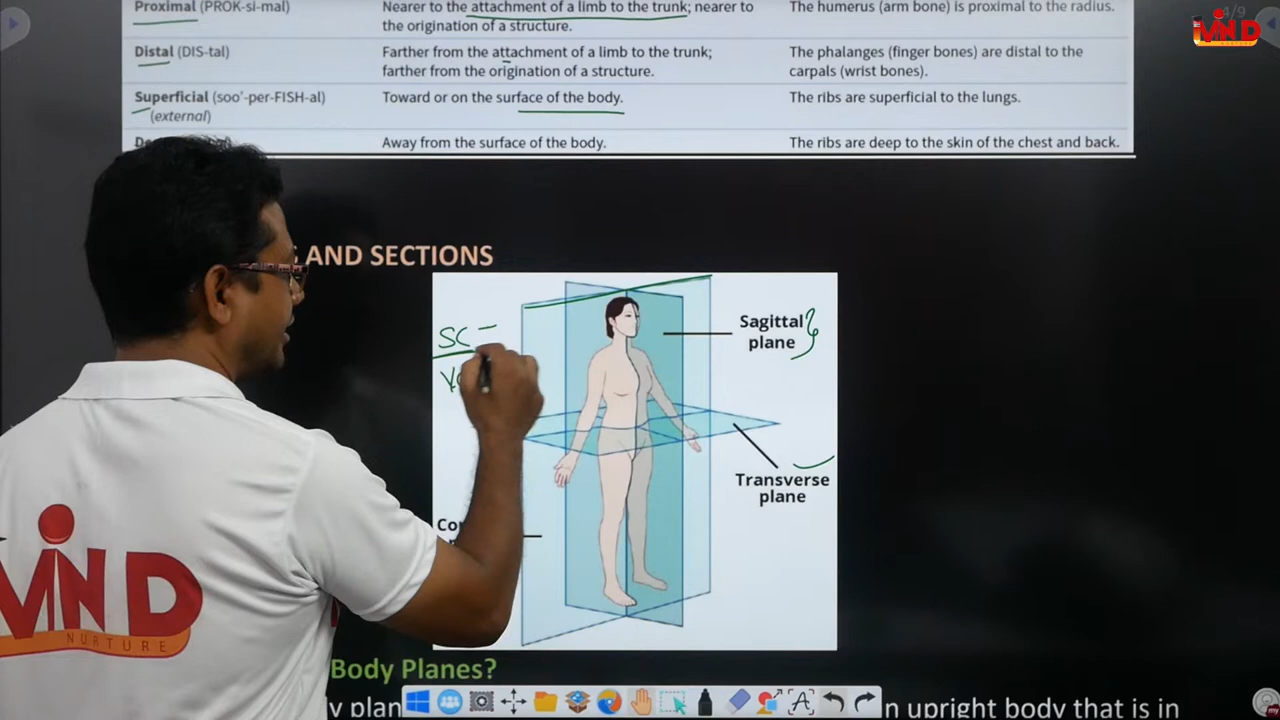 Proximal (PROK-si-mal) Nearer to the attachment of a limb to the trunk; nearer to the origination of a structure. The humerus (arm bone) is proximal to the radius.
Distal (DIS-tal) Farther from the attachment of a limb to the trunk; farther from the origination of a structure. The phalanges (finger bones) are distal to the carpals (wrist bones).
Superficial (soo'-per-FISH-al) (external) Toward or on the surface of the body. The ribs are superficial to the lungs.
Away from the surface of the body. The ribs are deep to the skin of the chest and back.
4/9
MIND
NURTURE
AND SECTIONS
SC -
Sagittal
plane
Transverse
plane
Body Planes?
n upright body that is in
MIND
NURTURE